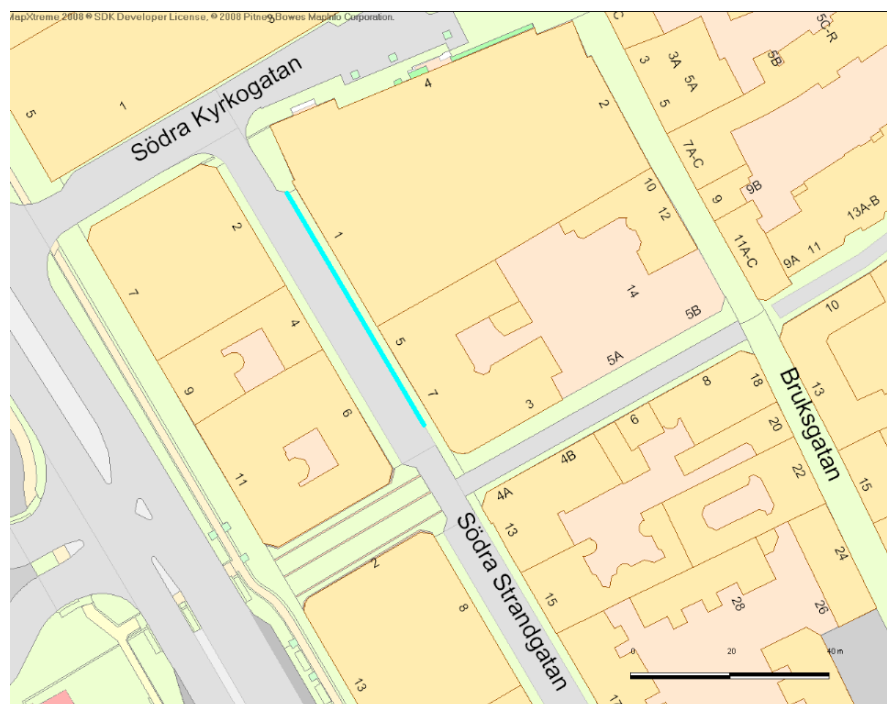 MapXtreme 2008 ® SDK Developer License, © 2008 Pitney Bowes MapInfo Corporation.
3
5
1
Södra Kyrkogatan
4
2
C
3
3A
5A
5
5B
5C-R
7A-C
9
9B
11A-C
9A
11
13A-B
10
12
14
1
5
7
3
5A
5B
2
4
6
7
9
11
10
13
15
Bruksgatan
18
20
22
24
26
28
8
6
4B
4A
13
15
17
Södra Strandgatan
2
8
13
0
20
40 m